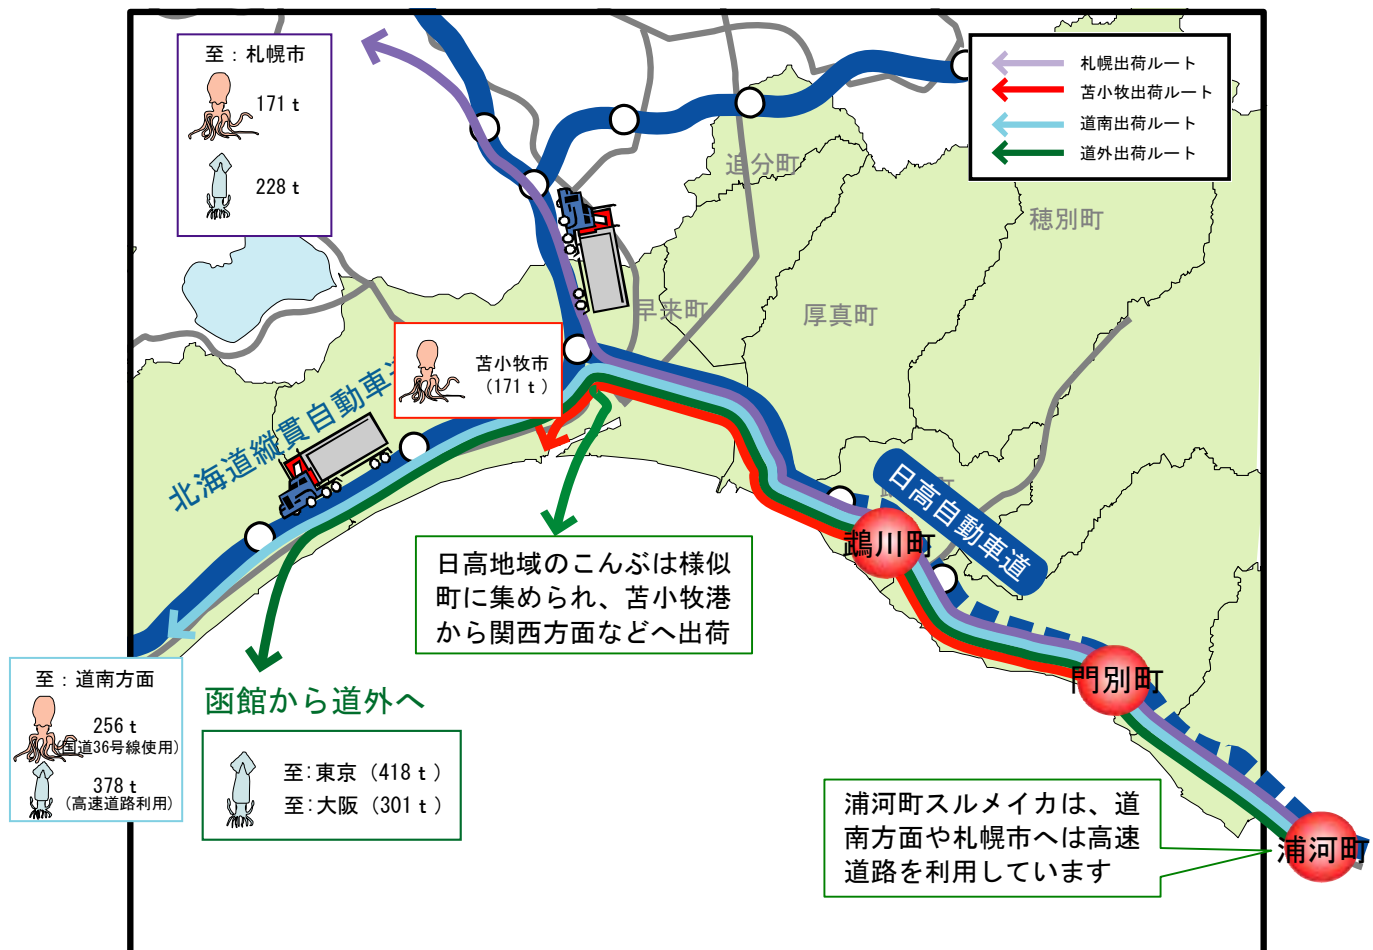 至：札幌市
171ｔ
228ｔ
札幌出荷ルート
苫小牧出荷ルート
道南出荷ルート
道外出荷ルート
追分町
穂別町
早来町
厚真町
苫小牧市
（171ｔ）
北海道縦貫自動車道
日高自動車道
鵡川町
門別町
浦河町
日高地域のこんぶは様似
町に集められ、苫小牧港
から関西方面などへ出荷
至：道南方面
256ｔ
(国道36号線使用)
378ｔ
(高速道路利用)
函館から道外へ
至：東京（418ｔ）
至：大阪（301ｔ）
浦河町スルメイカは、道
南方面や札幌市へは高速
道路を利用しています